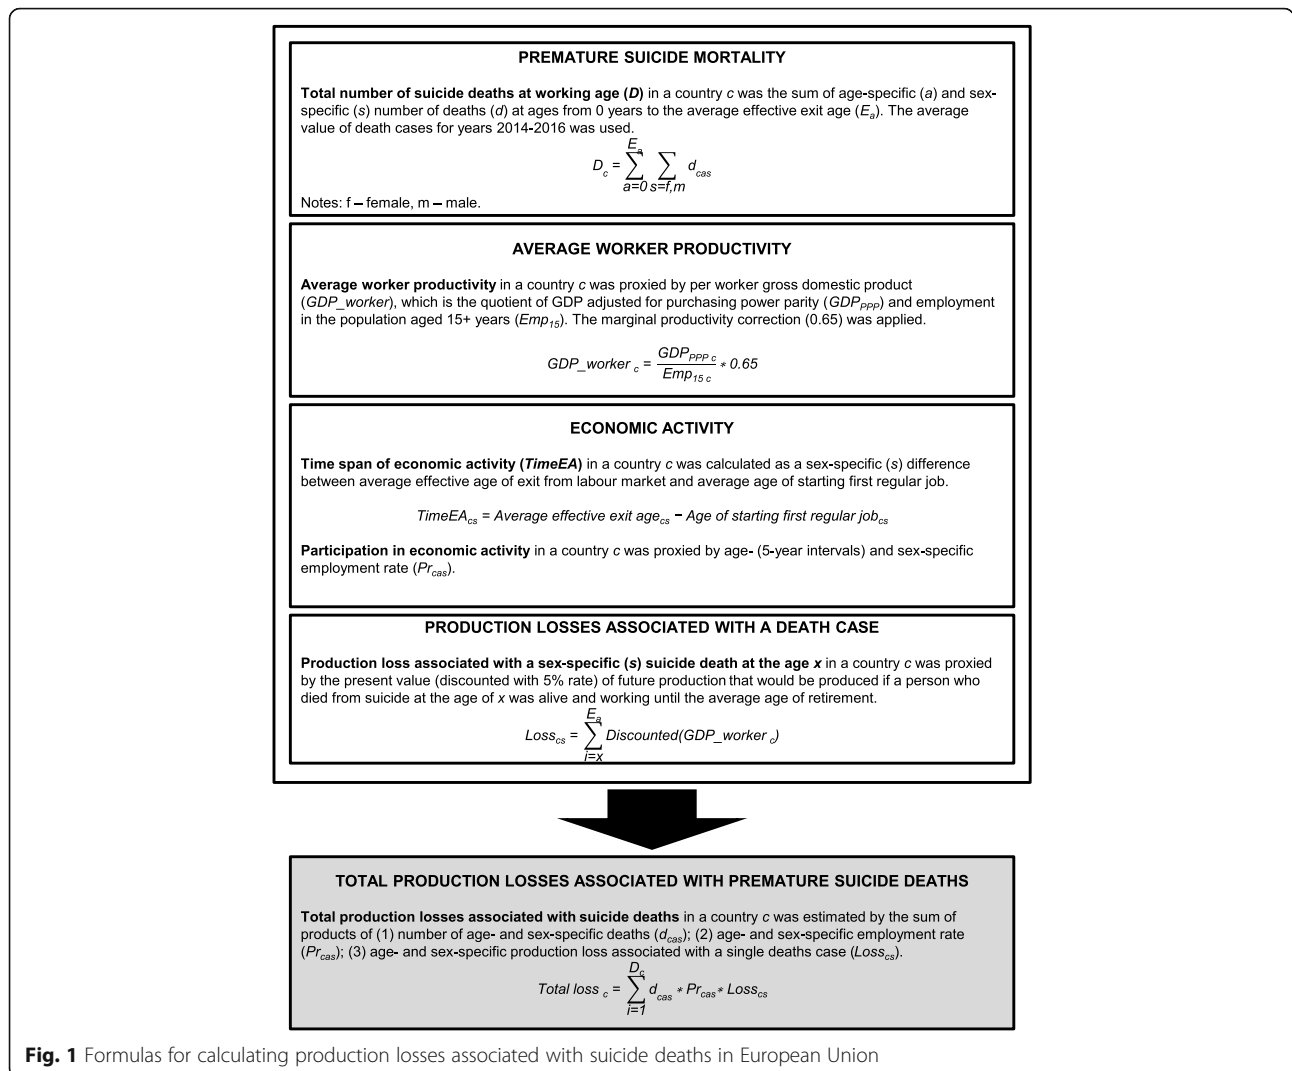 PREMATURE SUICIDE MORTALITY
Total number of suicide deaths at working age (D) in a country c was the sum of age-specific (a) and sex-
specific (s) number of deaths (d) at ages from 0 years to the average effective exit age (Ea). The average
value of death cases for years 2014-2016 was used.
Dc = ∑_{a=0}^{Ea} ∑_{s=f,m} dcas
Notes: f – female, m – male.
AVERAGE WORKER PRODUCTIVITY
Average worker productivity in a country c was proxied by per worker gross domestic product
(GDP_worker), which is the quotient of GDP adjusted for purchasing power parity (GDPPPP) and employment
in the population aged 15+ years (Emp15). The marginal productivity correction (0.65) was applied.
GDP_worker c = GDPPPP c / Emp15 c * 0.65
ECONOMIC ACTIVITY
Time span of economic activity (TimeEA) in a country c was calculated as a sex-specific (s) difference
between average effective age of exit from labour market and average age of starting first regular job.
TimeEAcs = Average effective exit agecs − Age of starting first regular jobcs
Participation in economic activity in a country c was proxied by age- (5-year intervals) and sex-specific
employment rate (Prcas).
PRODUCTION LOSSES ASSOCIATED WITH A DEATH CASE
Production loss associated with a sex-specific (s) suicide death at the age x in a country c was proxied
by the present value (discounted with 5% rate) of future production that would be produced if a person who
died from suicide at the age of x was alive and working until the average age of retirement.
Losscs = ∑_{i=x}^{Ea} Discounted(GDP_worker c)
TOTAL PRODUCTION LOSSES ASSOCIATED WITH PREMATURE SUICIDE DEATHS
Total production losses associated with suicide deaths in a country c was estimated by the sum of
products of (1) number of age- and sex-specific deaths (dcas); (2) age- and sex-specific employment rate
(Prcas); (3) age- and sex-specific production loss associated with a single deaths case (Losscs).
Total loss c = ∑_{i=1}^{Dc} dcas * Prcas * Losscs
Fig. 1 Formulas for calculating production losses associated with suicide deaths in European Union